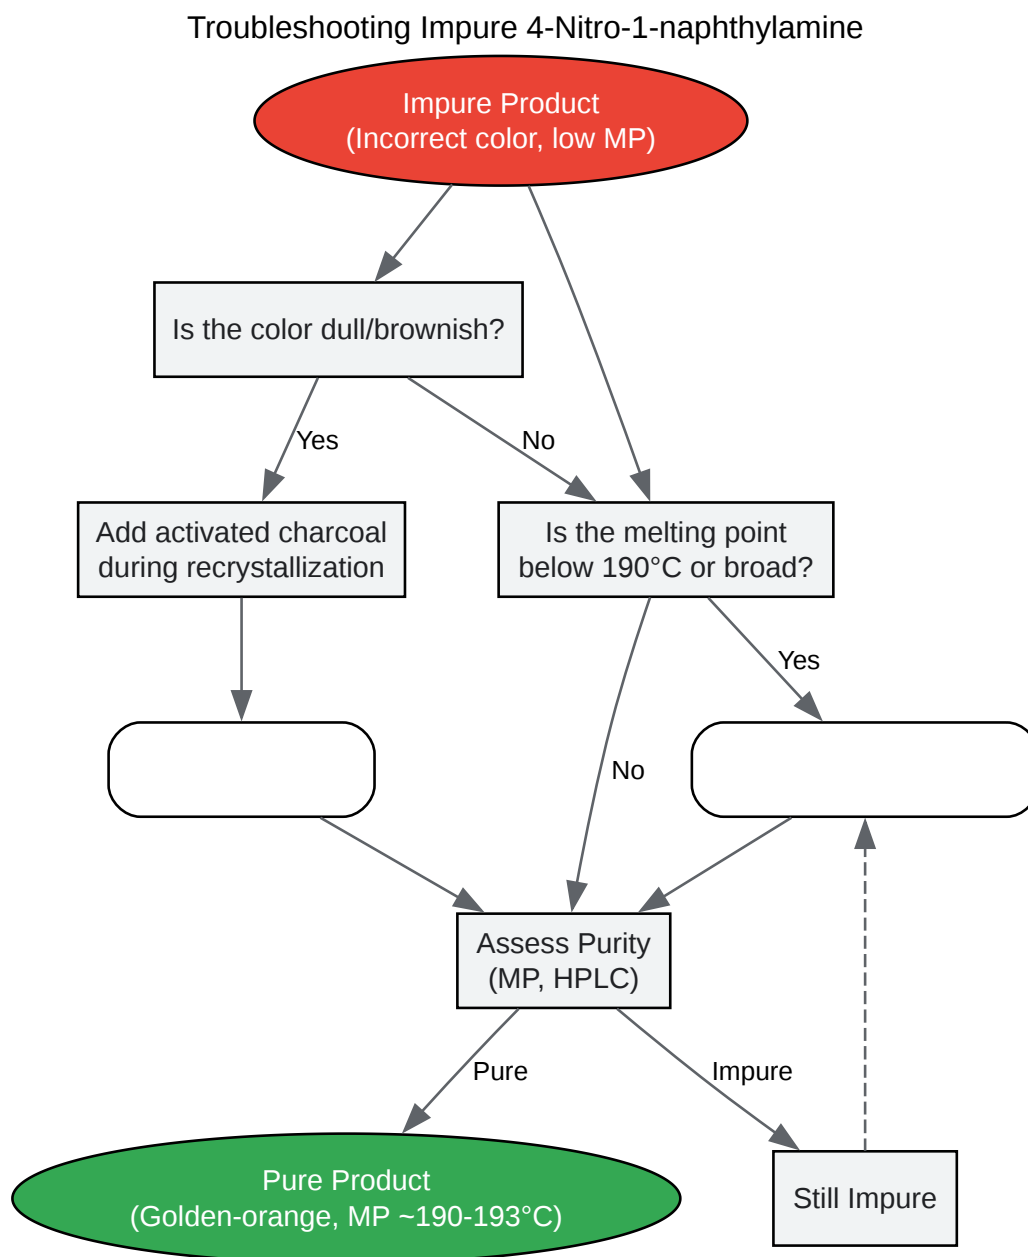 Troubleshooting Impure 4-Nitro-1-naphthylamine
Impure Product
(Incorrect color, low MP)
Is the color dull/brownish?
Yes
No
Add activated charcoal
during recrystallization
Is the melting point
below 190°C or broad?
Yes
No
Assess Purity
(MP, HPLC)
Pure
Impure
Pure Product
(Golden-orange, MP ~190-193°C)
Still Impure